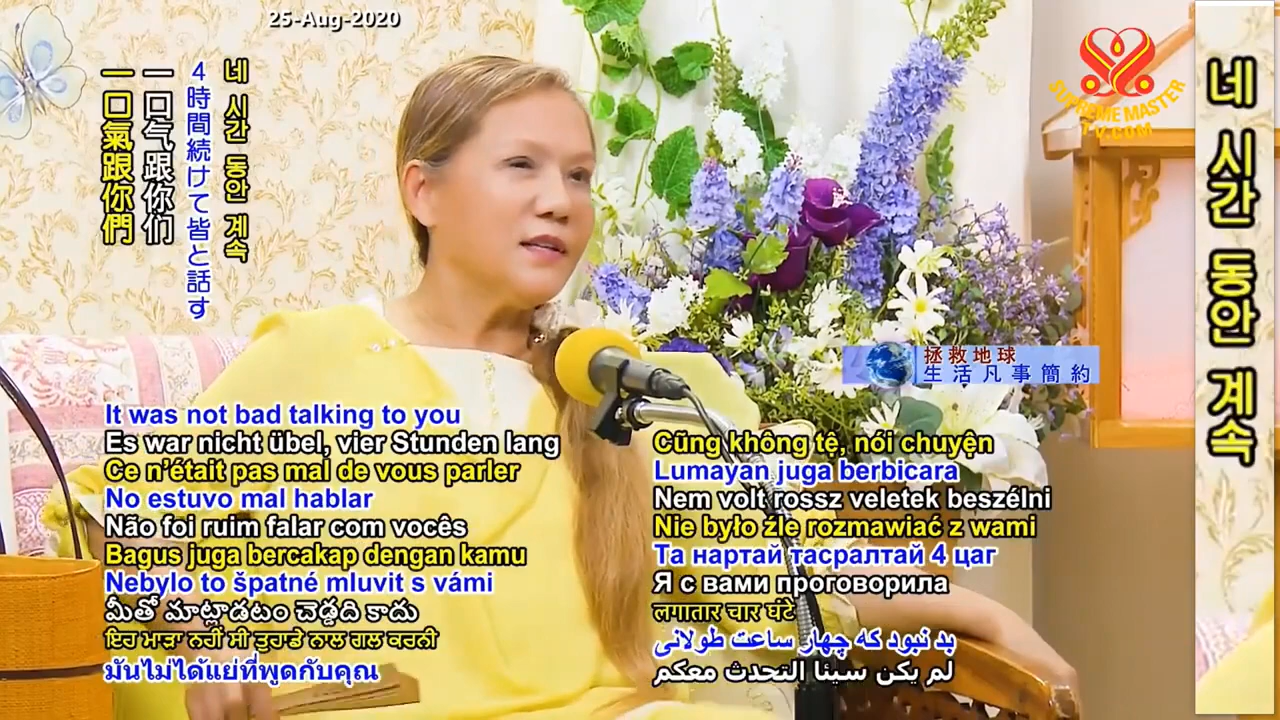 25-Aug-2020
SUPREME MASTER
TV.COM
네 시간 동안 계속
4時間続けて皆と話す
一口气跟你们
一口氣跟你們
네 시간 동안 계속
拯救地球
生活凡事簡約
It was not bad talking to you
Es war nicht übel, vier Stunden lang
Ce n’était pas mal de vous parler
No estuvo mal hablar
Não foi ruim falar com vocês
Bagus juga bercakap dengan kamu
Nebylo to špatné mluvit s vámi
మీతో మాట్లాడటం చెడ్డది కాదు
ਇਹ ਮਾੜਾ ਨਹੀਂ ਸੀ ਤੁਹਾਡੇ ਨਾਲ ਗਲ ਕਰਨੀ
มันไม่ได้แย่ที่พูดกับคุณ
Cũng không tệ, nói chuyện
Lumayan juga berbicara
Nem volt rossz veletek beszélni
Nie było źle rozmawiać z wami
Та нартай тасралтай 4 цаг
Я с вами проговорила
लगातार चार घंटे
بد نبود که چهار ساعت طولانی
لم يكن سيئا التحدث معكم